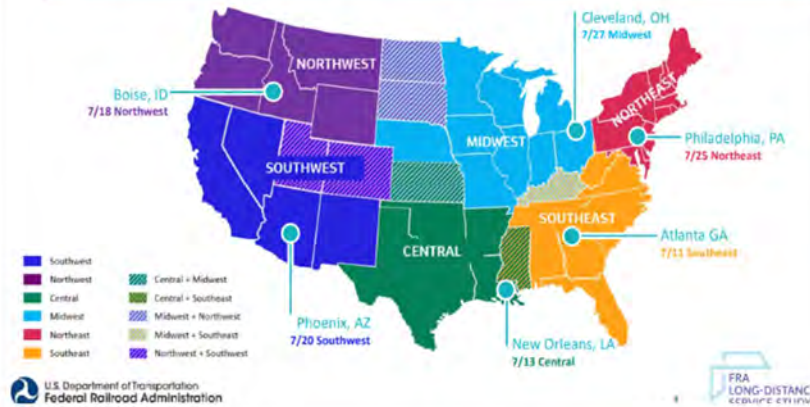 Cleveland, OH
7/27 Midwest
NORTHWEST
NORTHEAST
Boise, ID
7/18 Northwest
MIDWEST
Philadelphia, PA
7/25 Northeast
SOUTHWEST
SOUTHEAST
Atlanta GA
7/11 Southeast
CENTRAL
Southwest
Northwest
Central
Midwest
Northeast
Southeast
Central + Midwest
Central + Southeast
Midwest + Northwest
Midwest + Southeast
Northwest + Southwest
Phoenix, AZ
7/20 Southwest
New Orleans, LA
7/13 Central
U.S. Department of Transportation
Federal Railroad Administration
FRA
LONG-DISTANC
SERVICE STUD